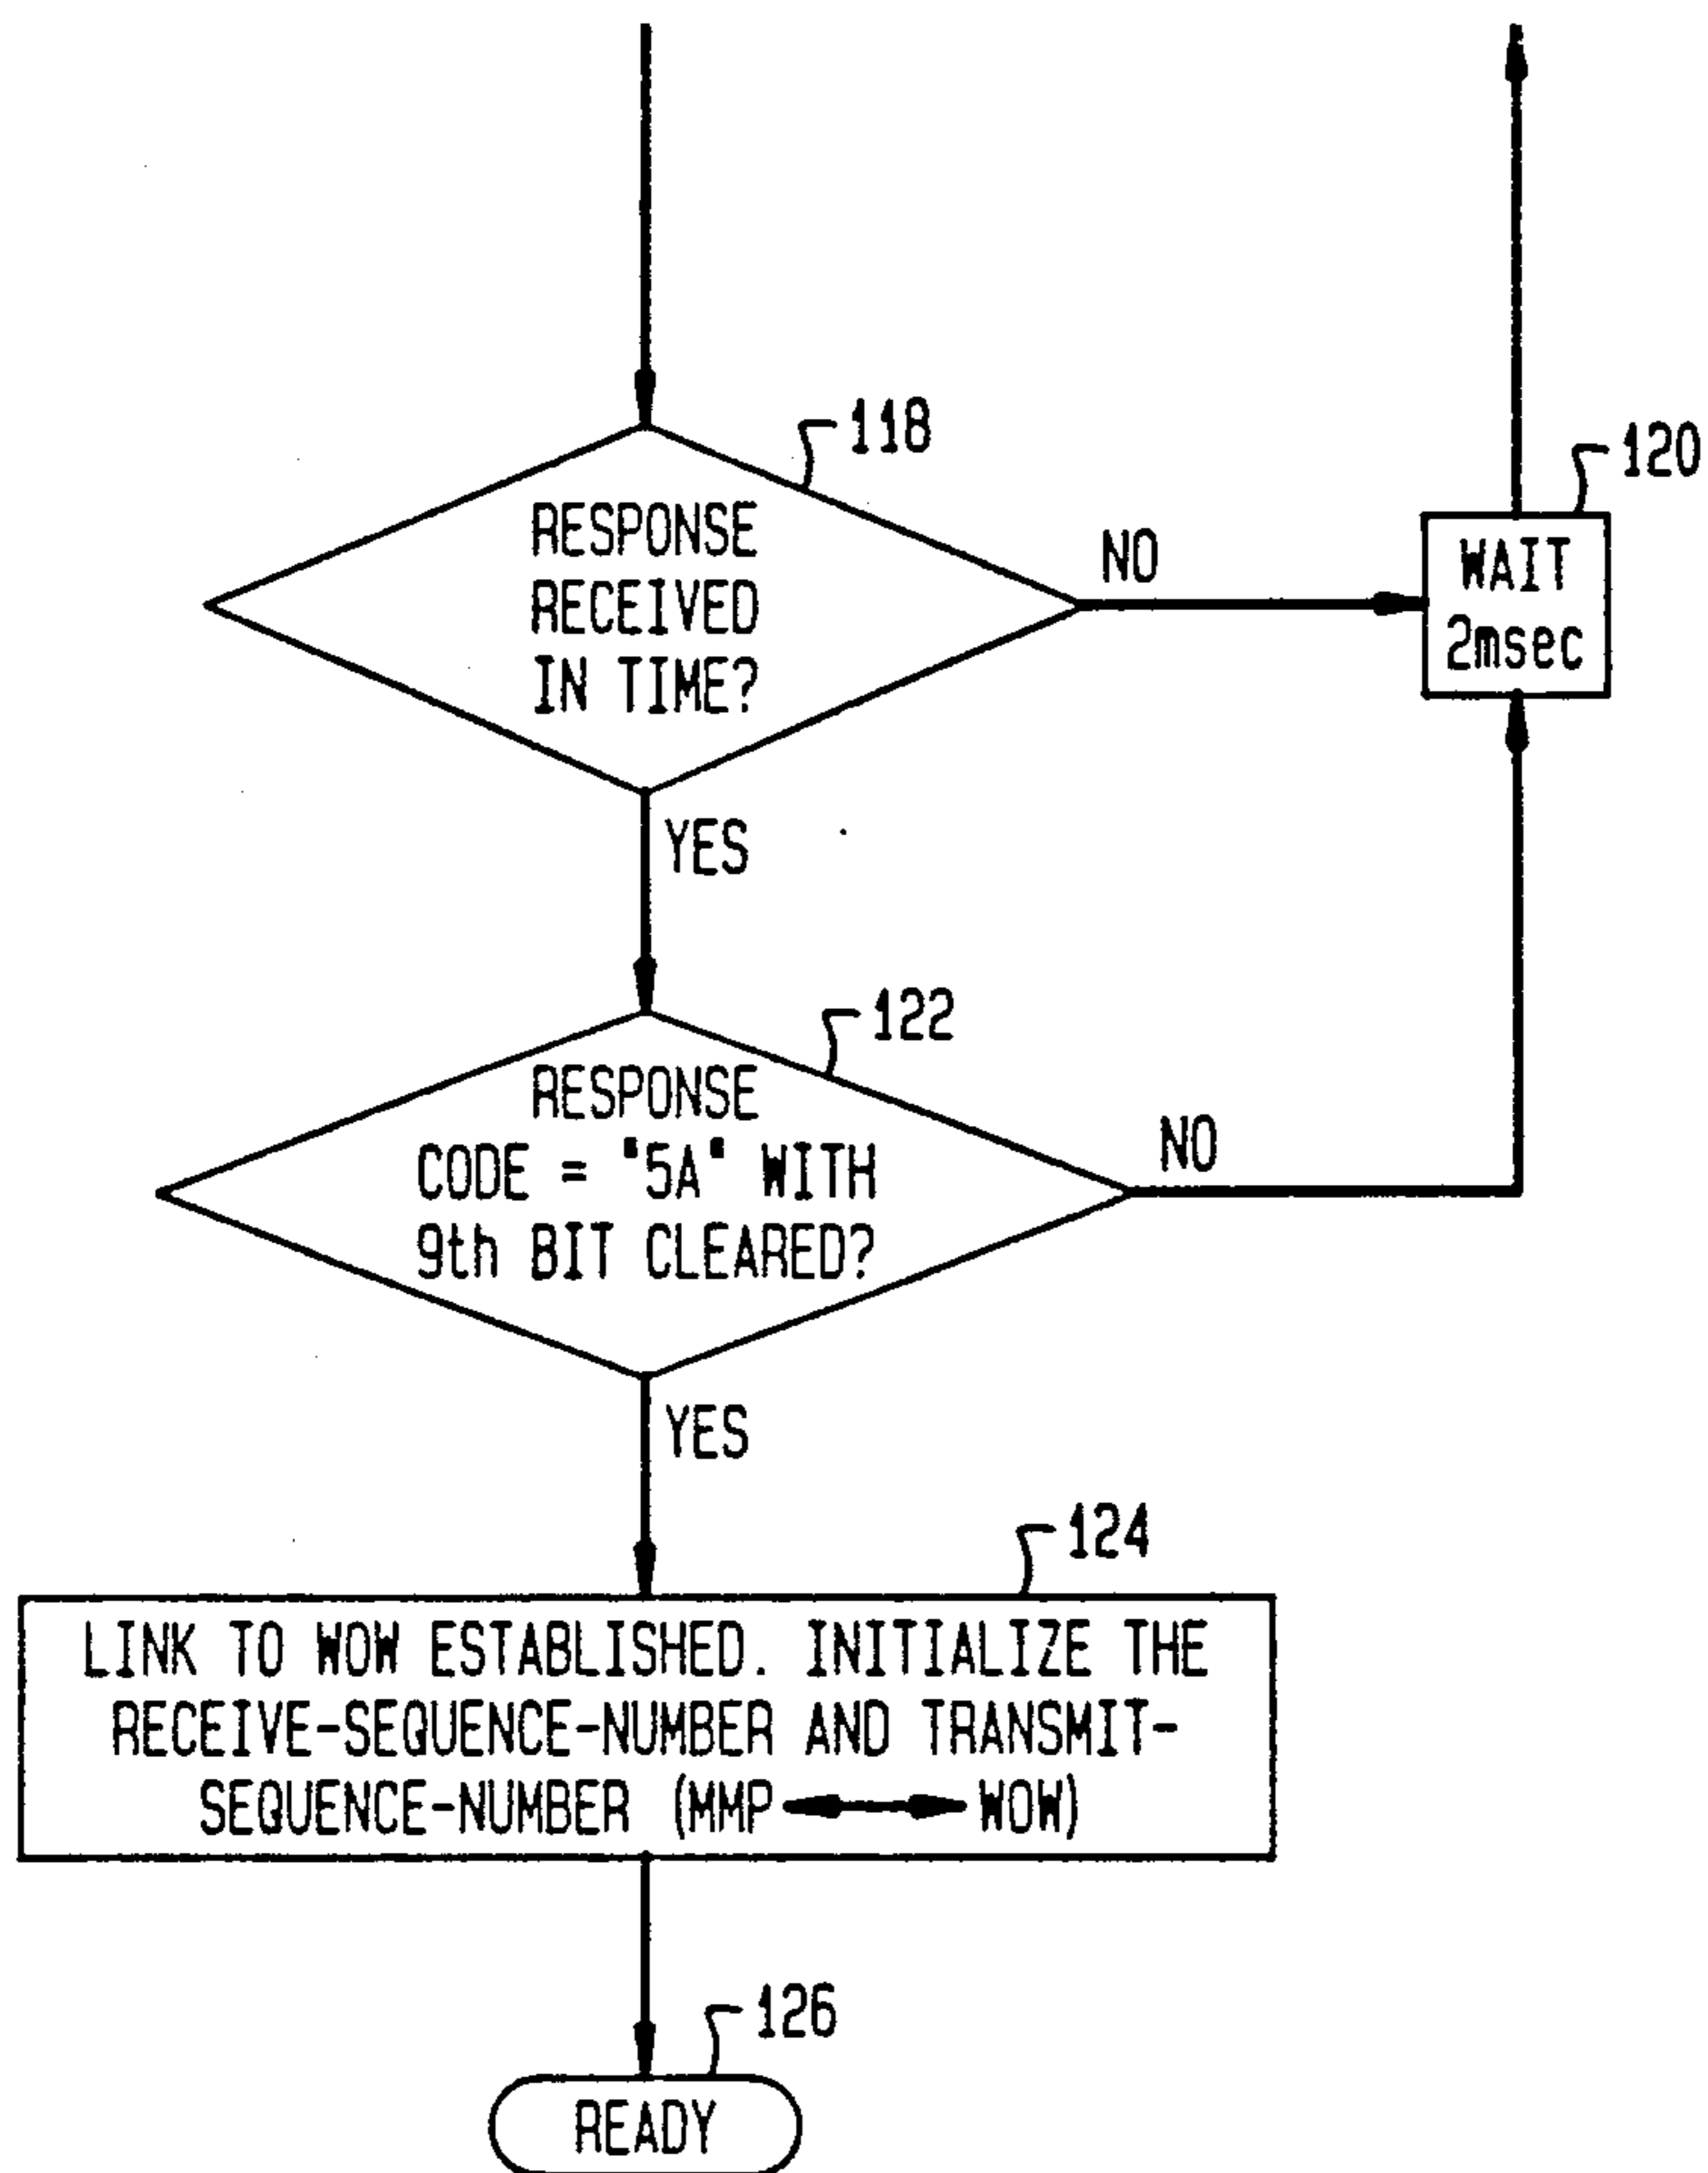 118
RESPONSE
RECEIVED
IN TIME?
NO
120
WAIT
2msec
YES
122
RESPONSE
CODE = "5A" WITH
9th BIT CLEARED?
NO
YES
124
LINK TO WOW ESTABLISHED. INITIALIZE THE
RECEIVE-SEQUENCE-NUMBER AND TRANSMIT-
SEQUENCE-NUMBER (MMP ↔ WOW)
126
READY